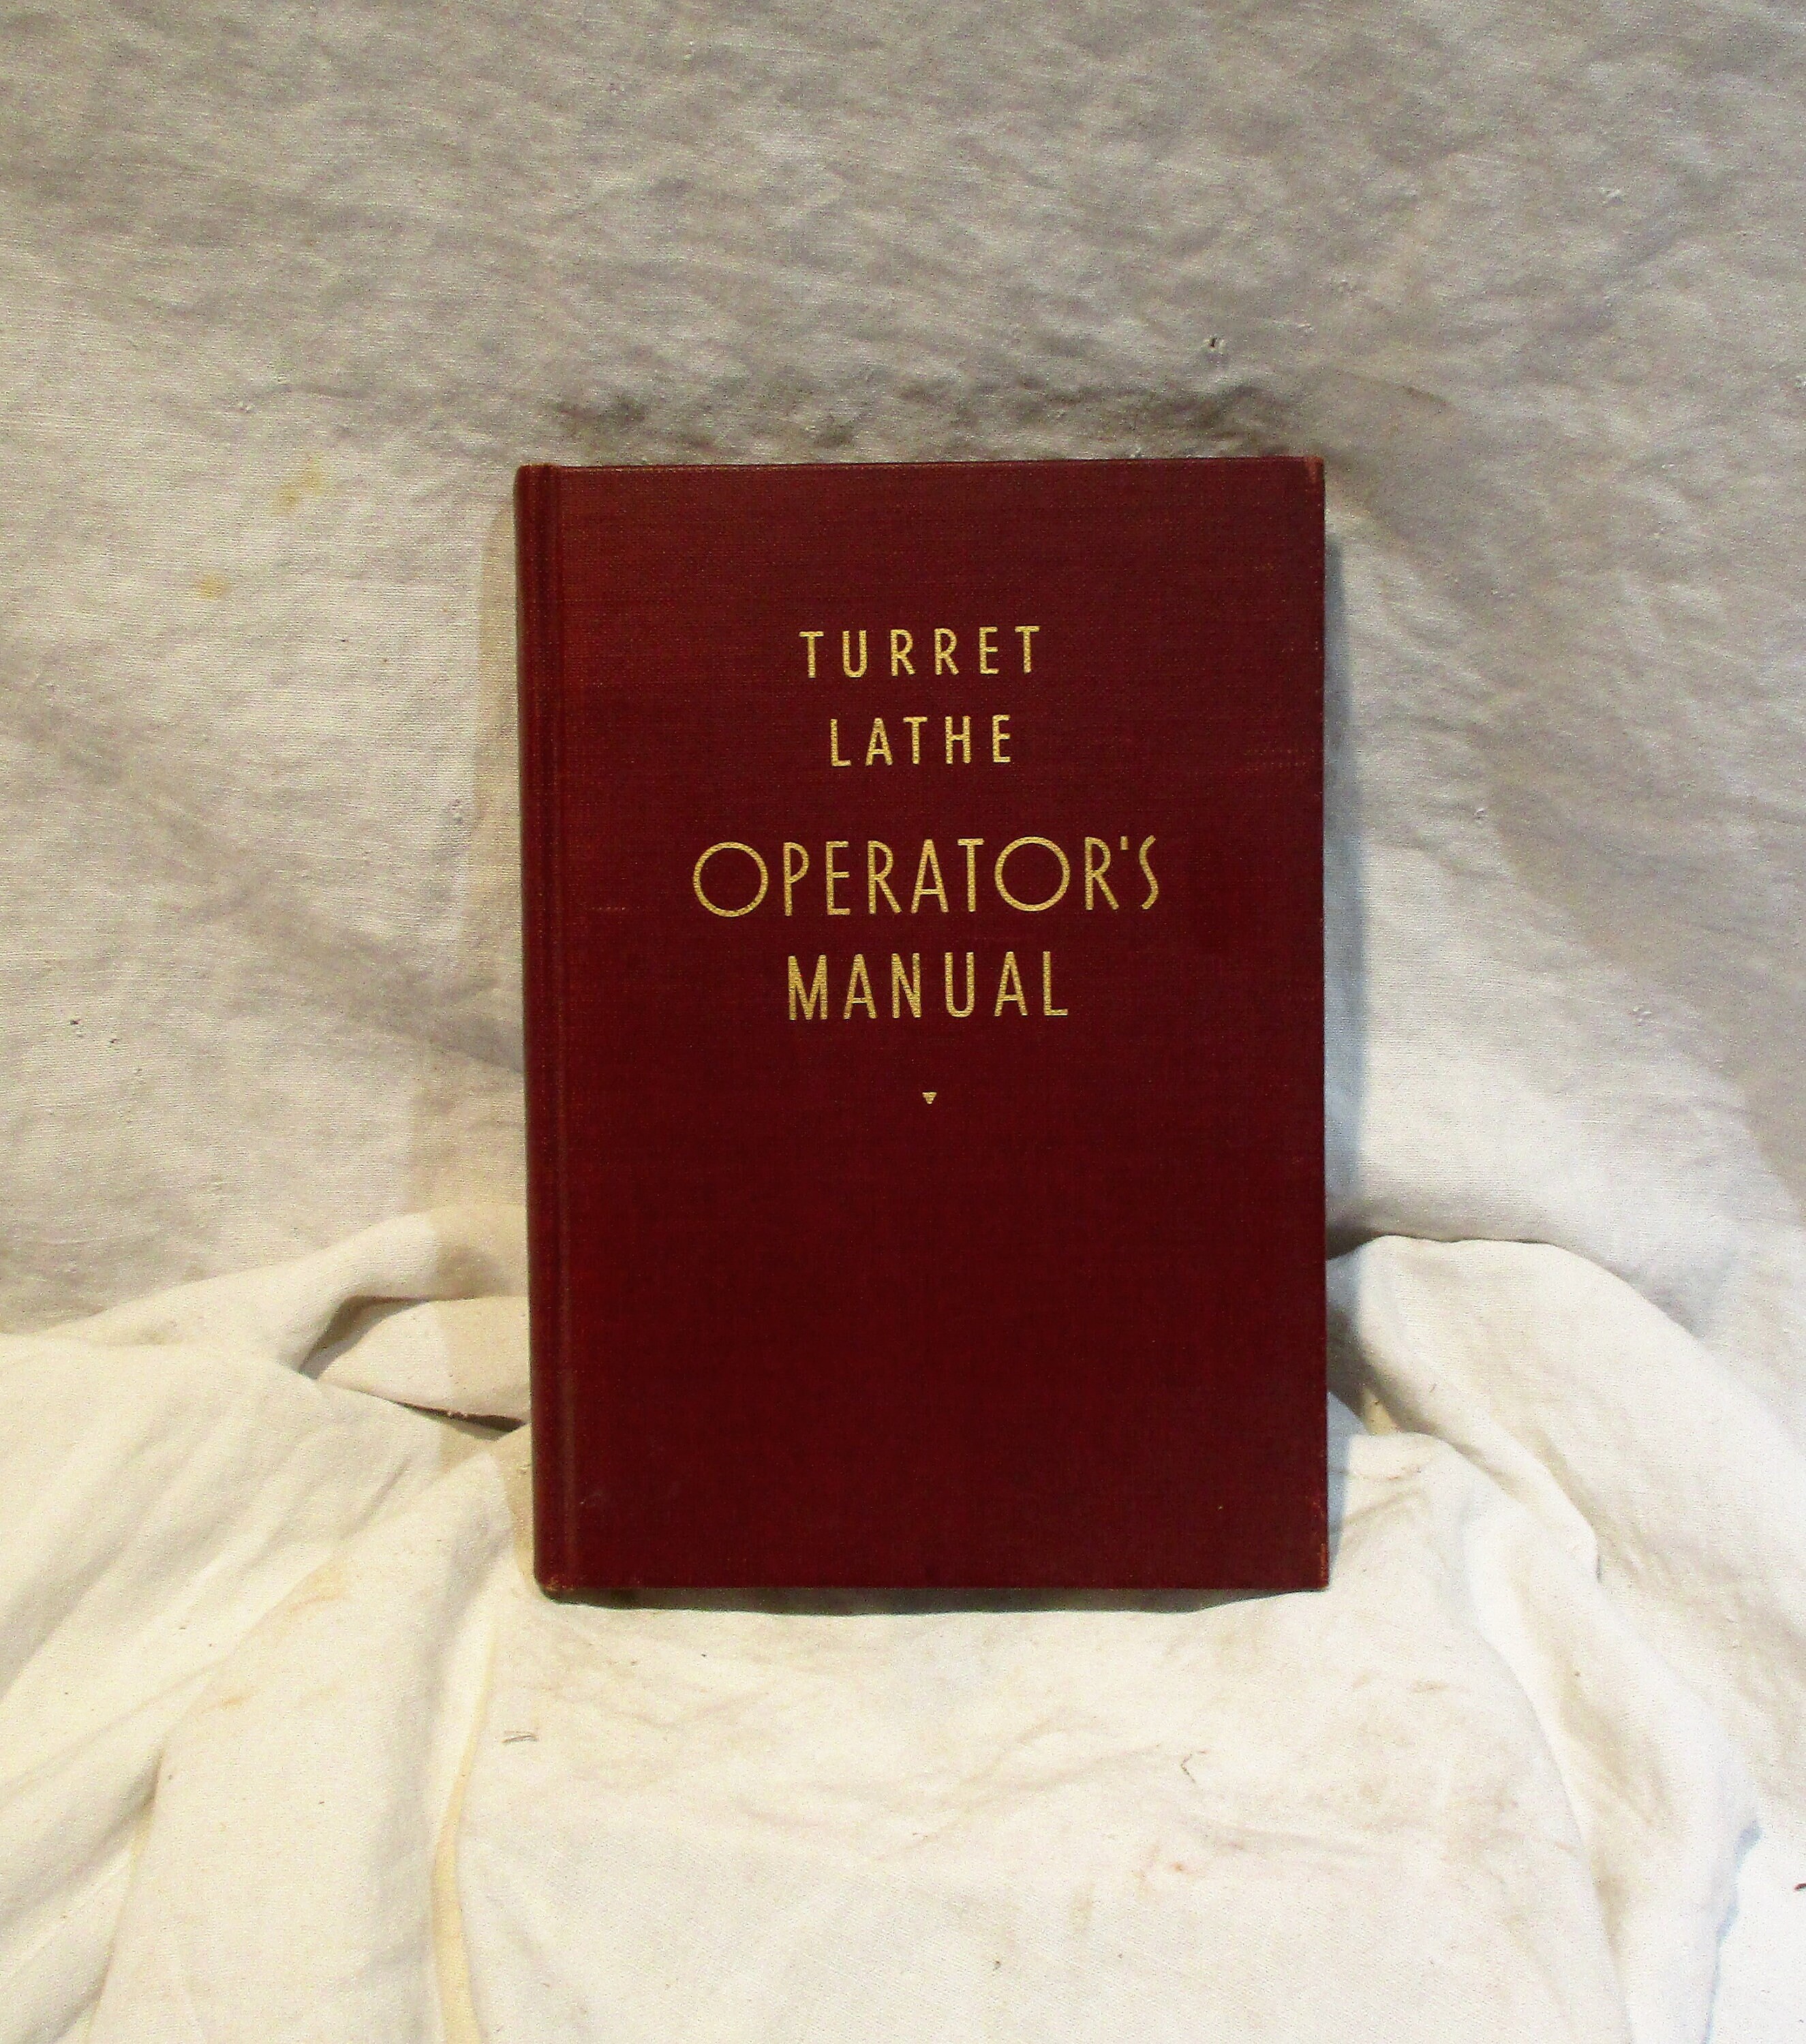 TURRET
LATHE
OPERATOR'S
MANUAL